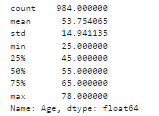 count    984.000000
mean      53.754065
std       14.941135
min       25.000000
25%       45.000000
50%       55.000000
75%       65.000000
max       78.000000
Name: Age, dtype: float64